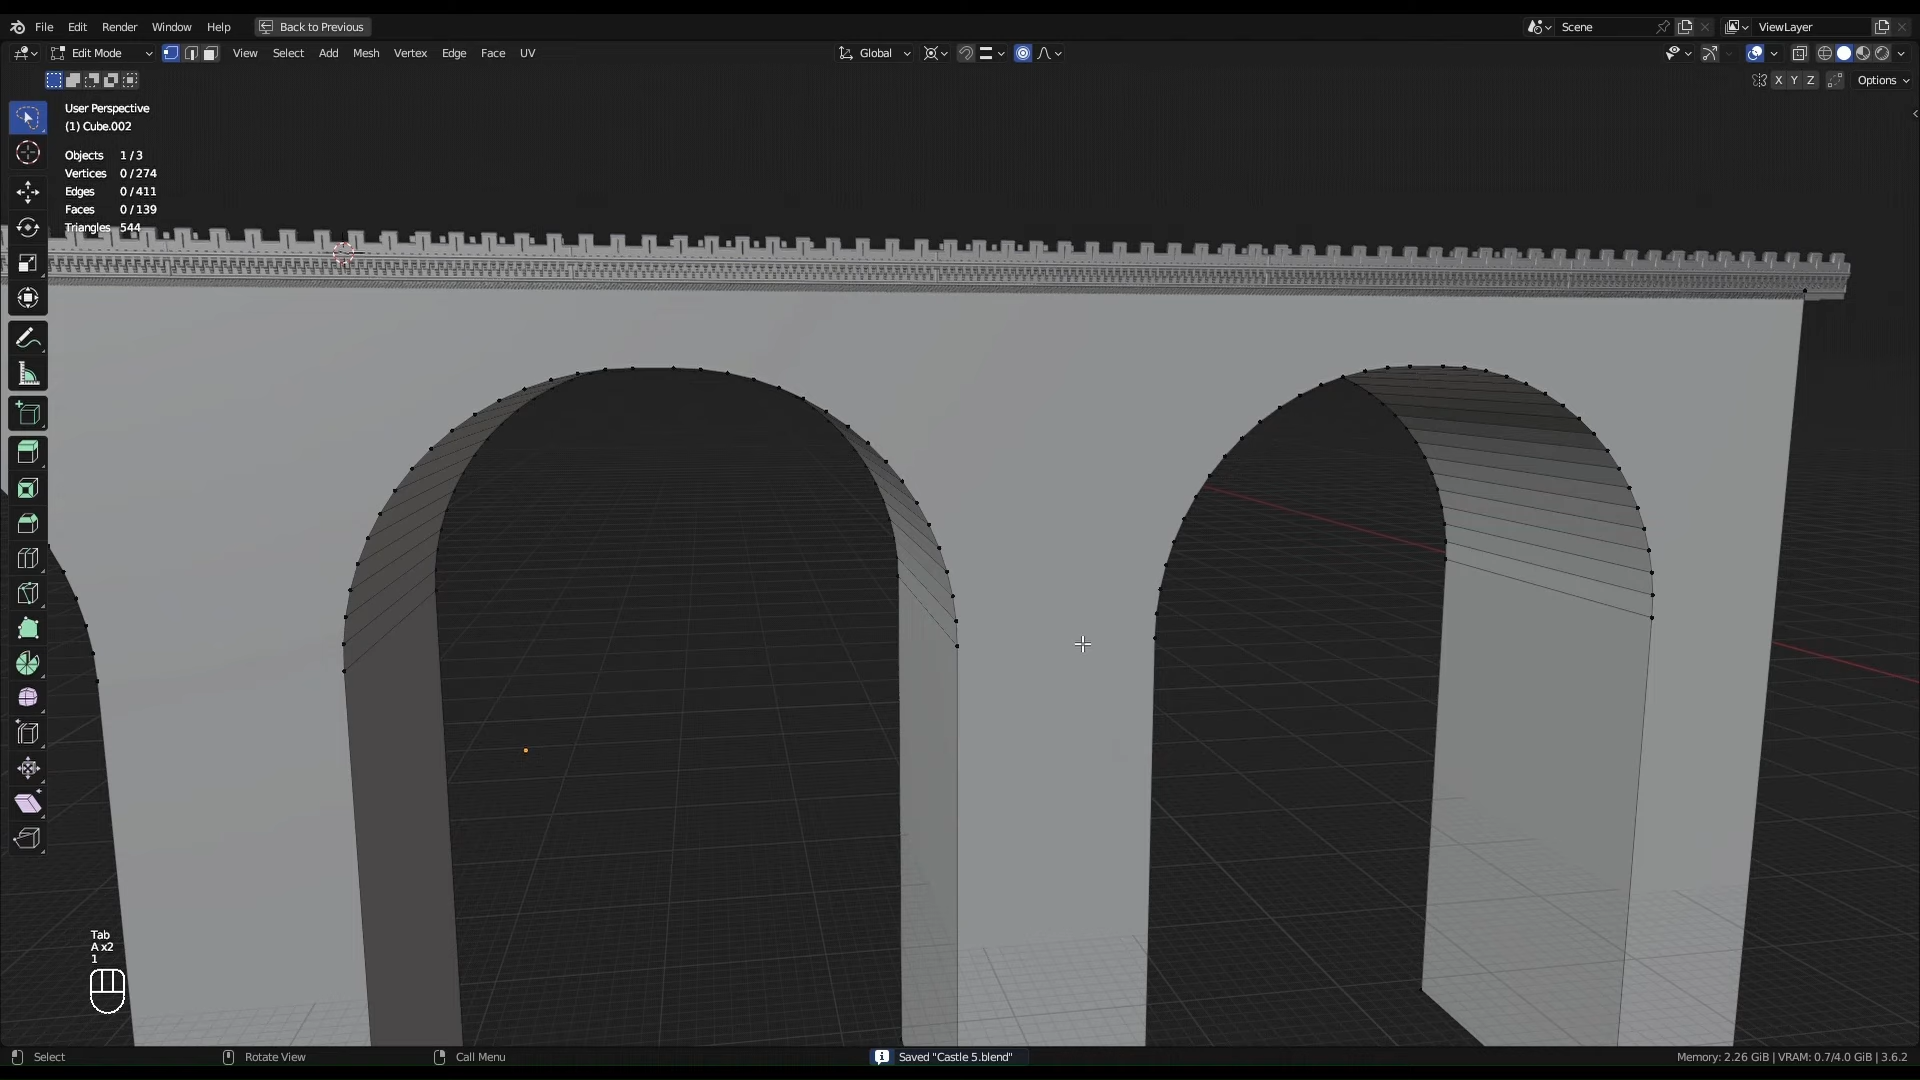 File Edit Render Window Help Back to Previous Scene ViewLayer
Edit Mode View Select Add Mesh Vertex Edge Face UV Global
X Y Z Options
User Perspective
(1) Cube.002
Objects 1 / 3
Vertices 0 / 274
Edges 0 / 411
Faces 0 / 139
Triangles 544
Tab
A x2
1
Select Rotate View Call Menu Saved "Castle 5.blend" Memory: 2.26 GiB | VRAM: 0.7/4.0 GiB | 3.6.2